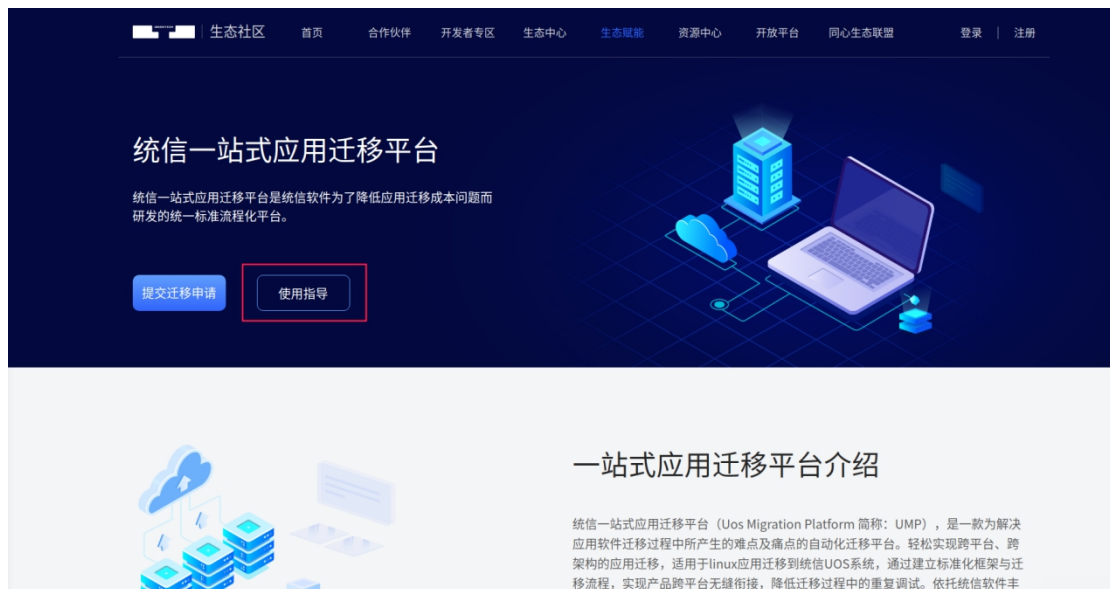 生态社区 首页 合作伙伴 开发者专区 生态中心 生态赋能 资源中心 开放平台 同心生态联盟 登录 | 注册
统信一站式应用迁移平台
统信一站式应用迁移平台是统信软件为了降低应用迁移成本问题而
研发的统一标准流程化平台。
提交迁移申请 使用指导
一站式应用迁移平台介绍
统信一站式应用迁移平台（Uos Migration Platform 简称：UMP），是一款为解决
应用软件迁移过程中所产生的难点及痛点的自动化迁移平台。轻松实现跨平台、跨
架构的应用迁移，适用于linux应用迁移到统信UOS系统，通过建立标准化框架与迁
移流程，实现产品跨平台无缝衔接，降低迁移过程中的重复调试。依托统信软件丰